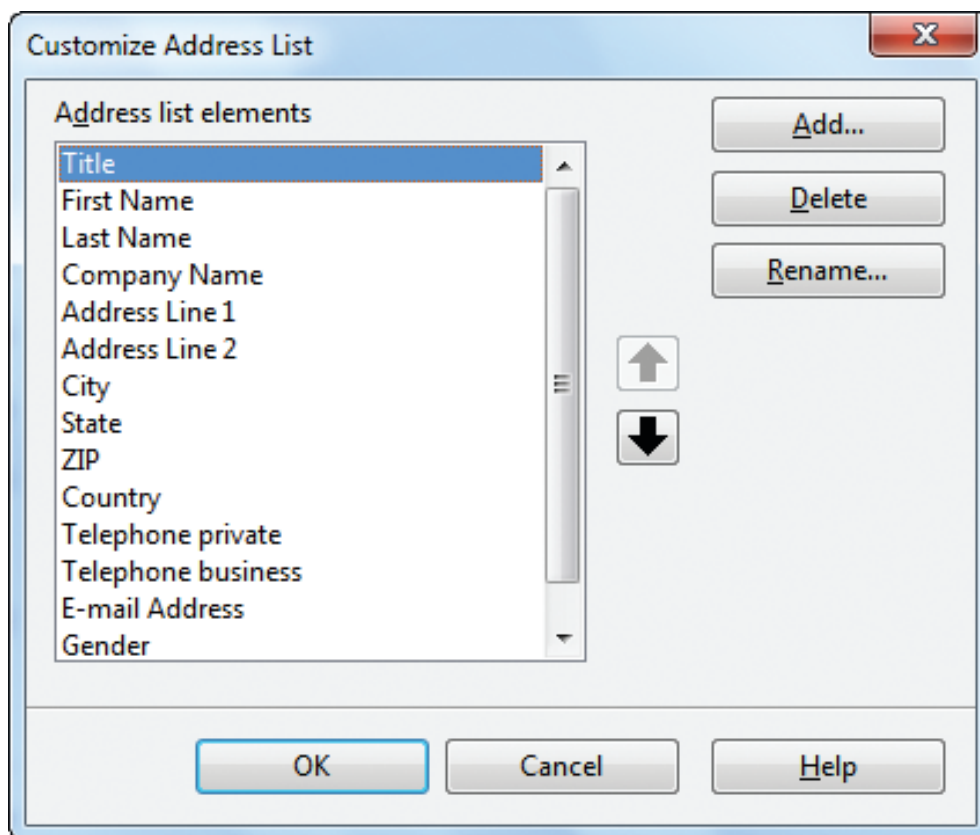 Customize Address List
Address list elements
Add...
Title
Delete
First Name
Last Name
Rename...
Company Name
Address Line 1
Address Line 2
City
State
ZIP
Country
Telephone private
Telephone business
E-mail Address
Gender
OK
Cancel
Help